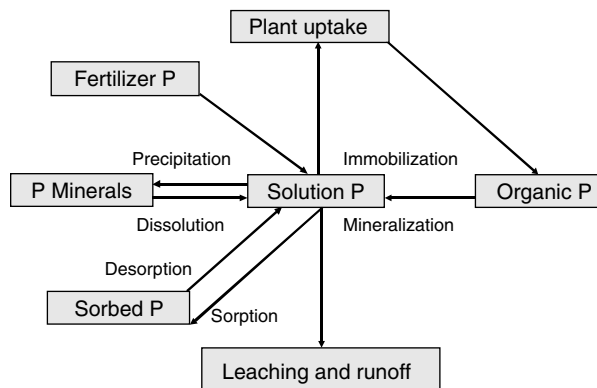 Plant uptake
Fertilizer P
Precipitation
Immobilization
P Minerals
Solution P
Organic P
Dissolution
Mineralization
Desorption
Sorbed P
Sorption
Leaching and runoff